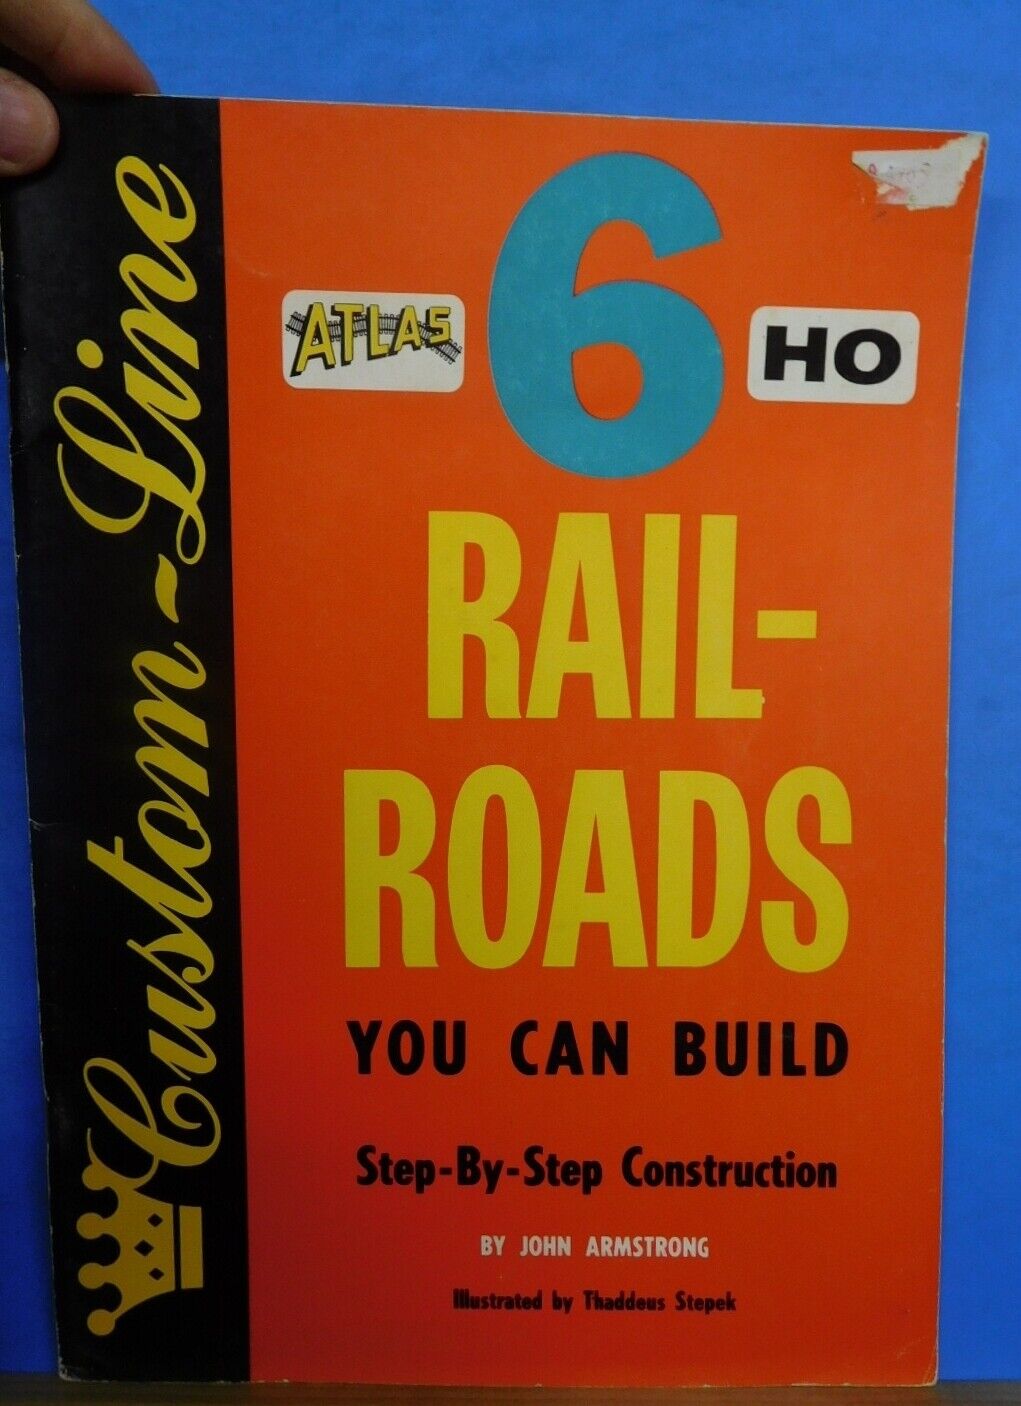 Custom-Line
ATLAS
6
HO
RAIL-
ROADS
YOU CAN BUILD
Step-By-Step Construction
BY JOHN ARMSTRONG
Illustrated by Thaddeus Stepek